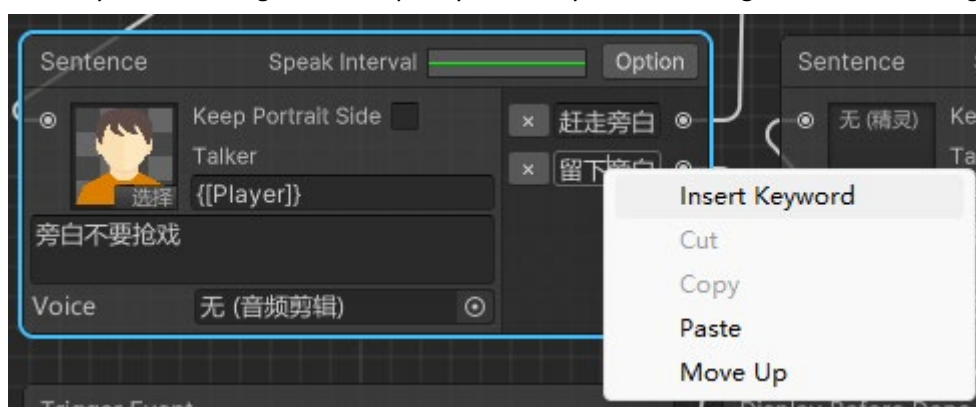 Sentence
Speak Interval
Option
Keep Portrait Side
Talker
选择
{[Player]}
旁白不要抢戏
Voice
无 (音频剪辑)
× 赶走旁白
× 留下旁白
Insert Keyword
Cut
Copy
Paste
Move Up
Sentence
无 (精灵)